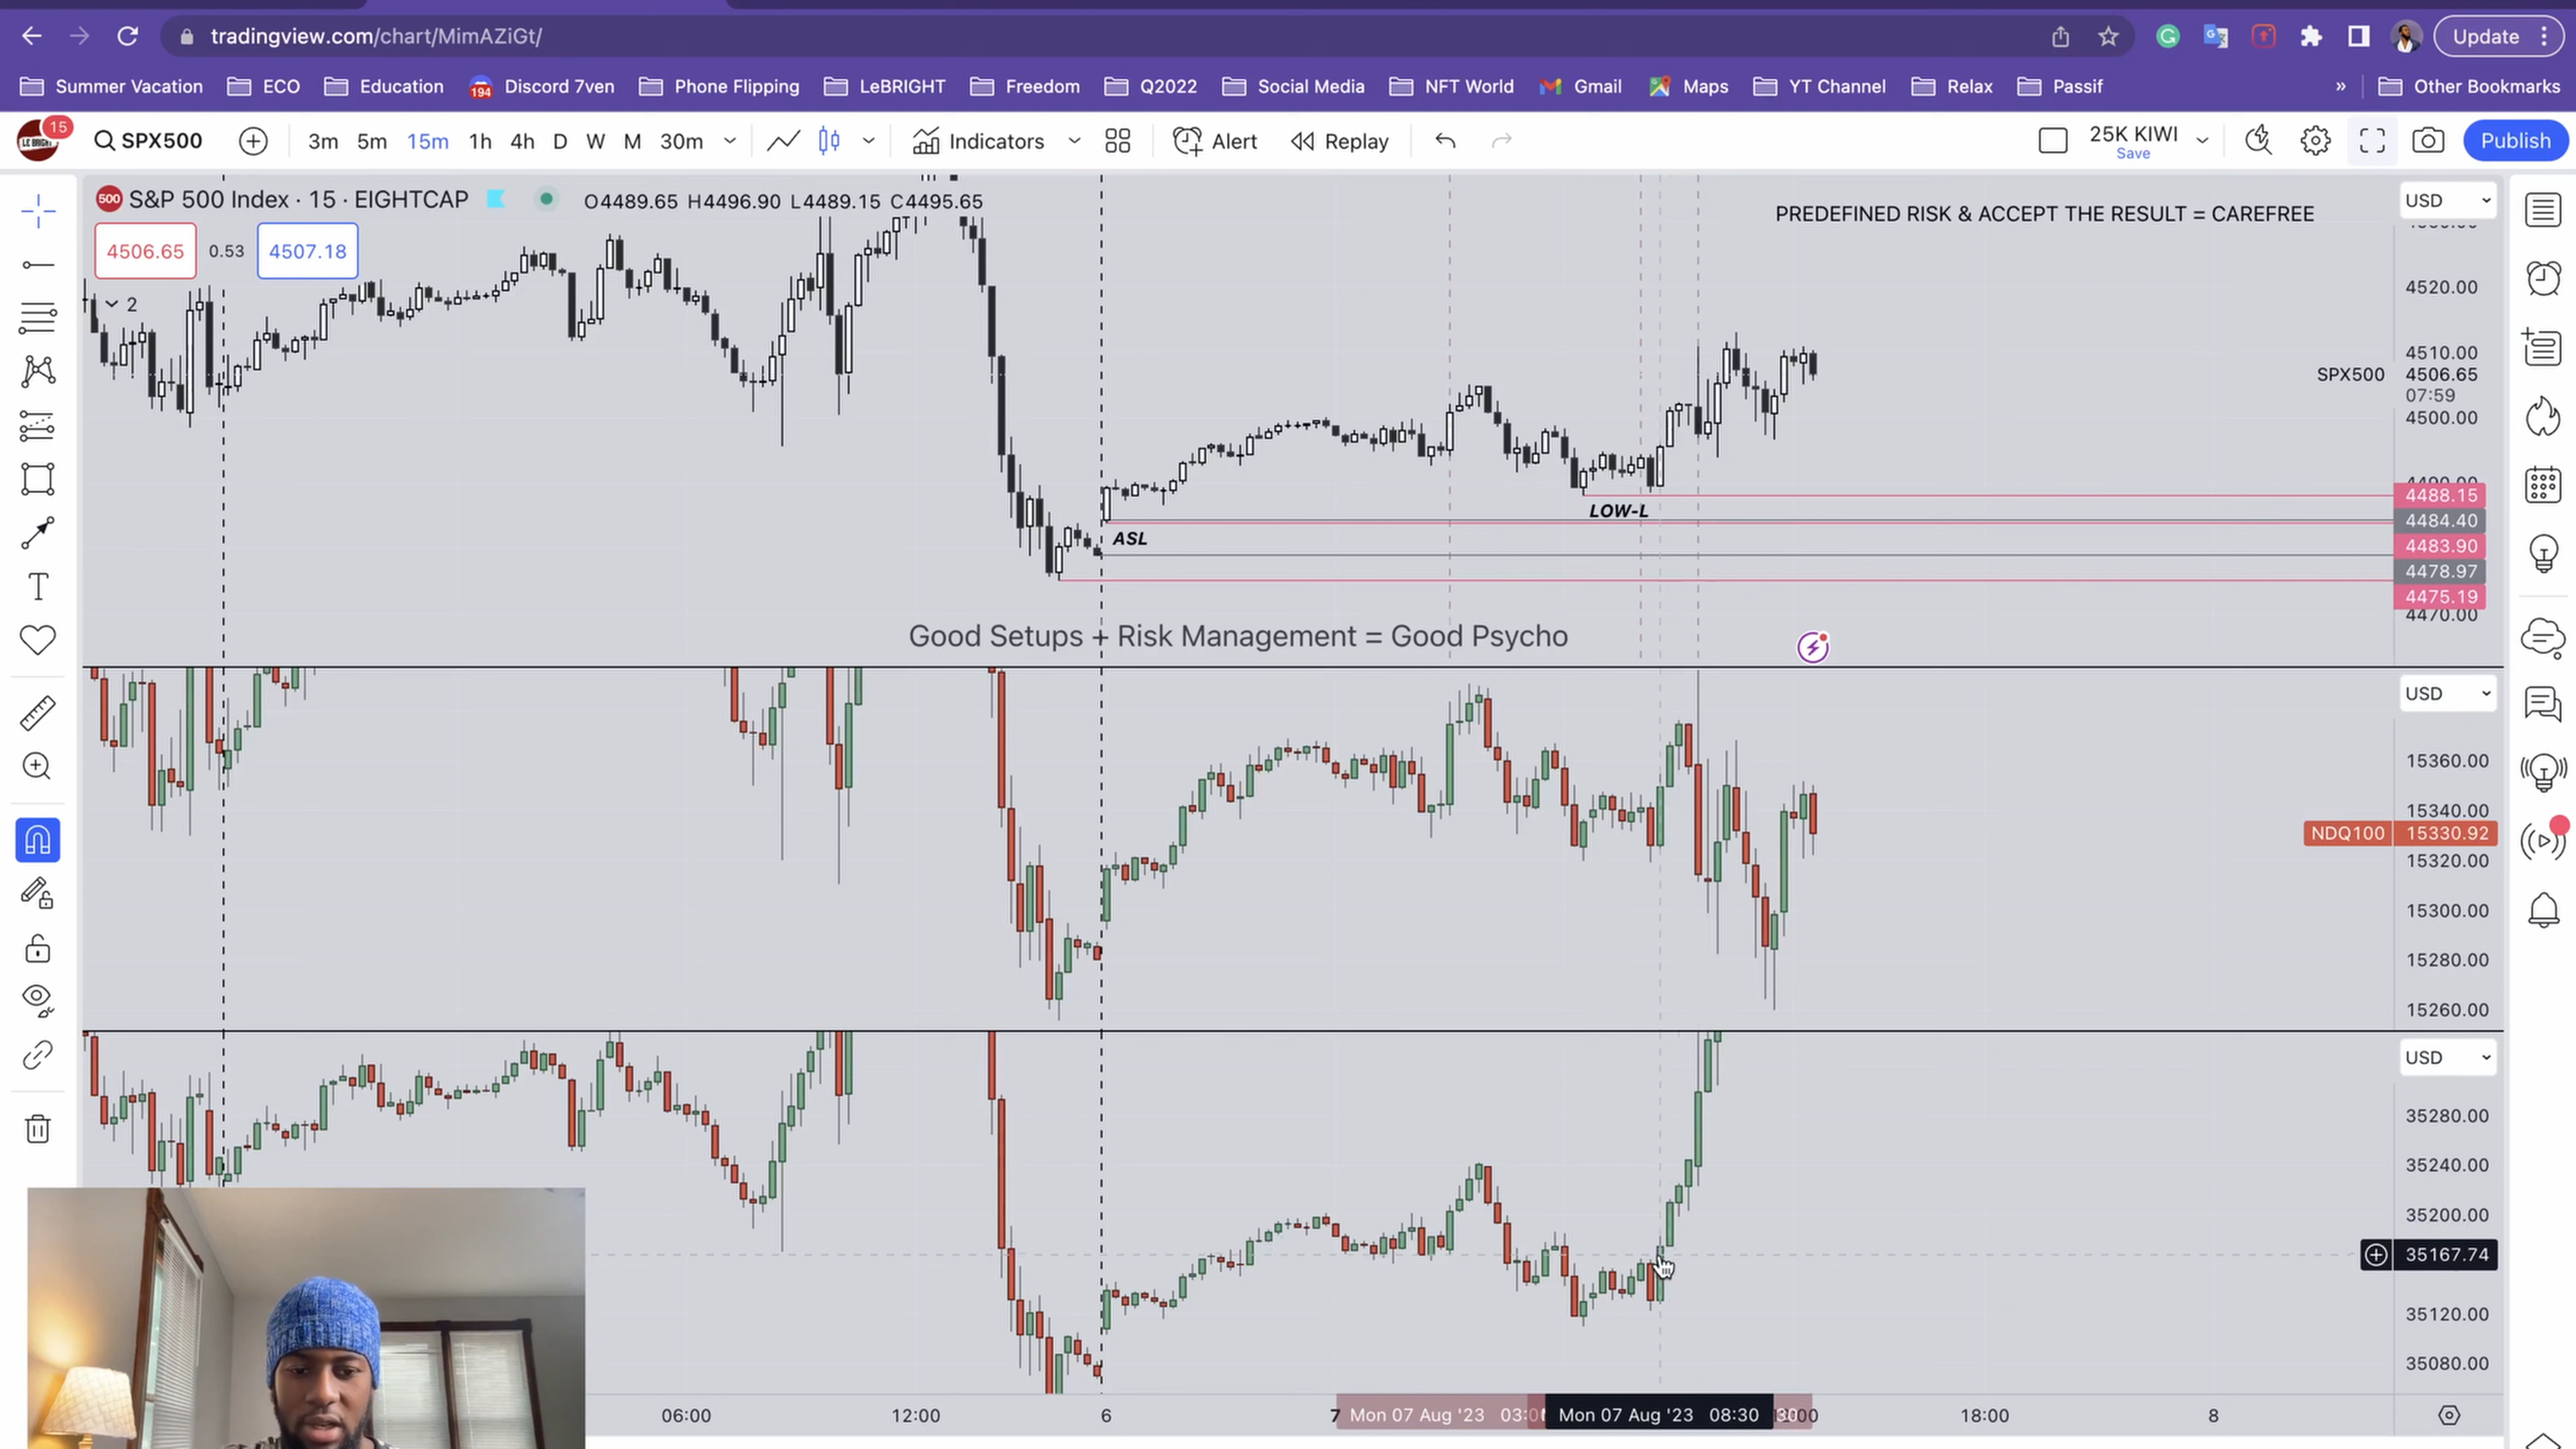 tradingview.com/chart/MimAZiGt/
Update
Summer Vacation ECO Education 194 Discord 7ven Phone Flipping LeBRIGHT Freedom Q2022 Social Media NFT World Gmail Maps YT Channel Relax Passif » Other Bookmarks
15 SPX500 3m 5m 15m 1h 4h D W M 30m Indicators Alert Replay 25K KIWI Save Publish
500 S&P 500 Index · 15 · EIGHTCAP O4489.65 H4496.90 L4489.15 C4495.65
PREDEFINED RISK & ACCEPT THE RESULT = CAREFREE
USD
4506.65 0.53 4507.18
2
4520.00
4510.00
SPX500 4506.65
07:59
4500.00
4488.15
LOW-L
4484.40
ASL
4483.90
4478.97
4475.19
4470.00
Good Setups + Risk Management = Good Psycho
USD
15360.00
15340.00
NDQ100 15330.92
15320.00
15300.00
15280.00
15260.00
USD
35280.00
35240.00
35200.00
35167.74
35120.00
35080.00
06:00 12:00 6 7 Mon 07 Aug '23 Mon 07 Aug '23 08:30 18:00 8